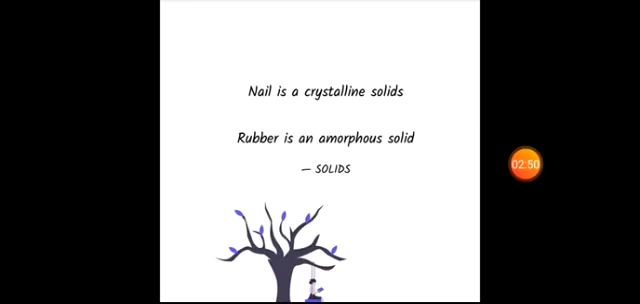 Nail is a crystalline solids
Rubber is an amorphous solid
— SOLIDS
02:50